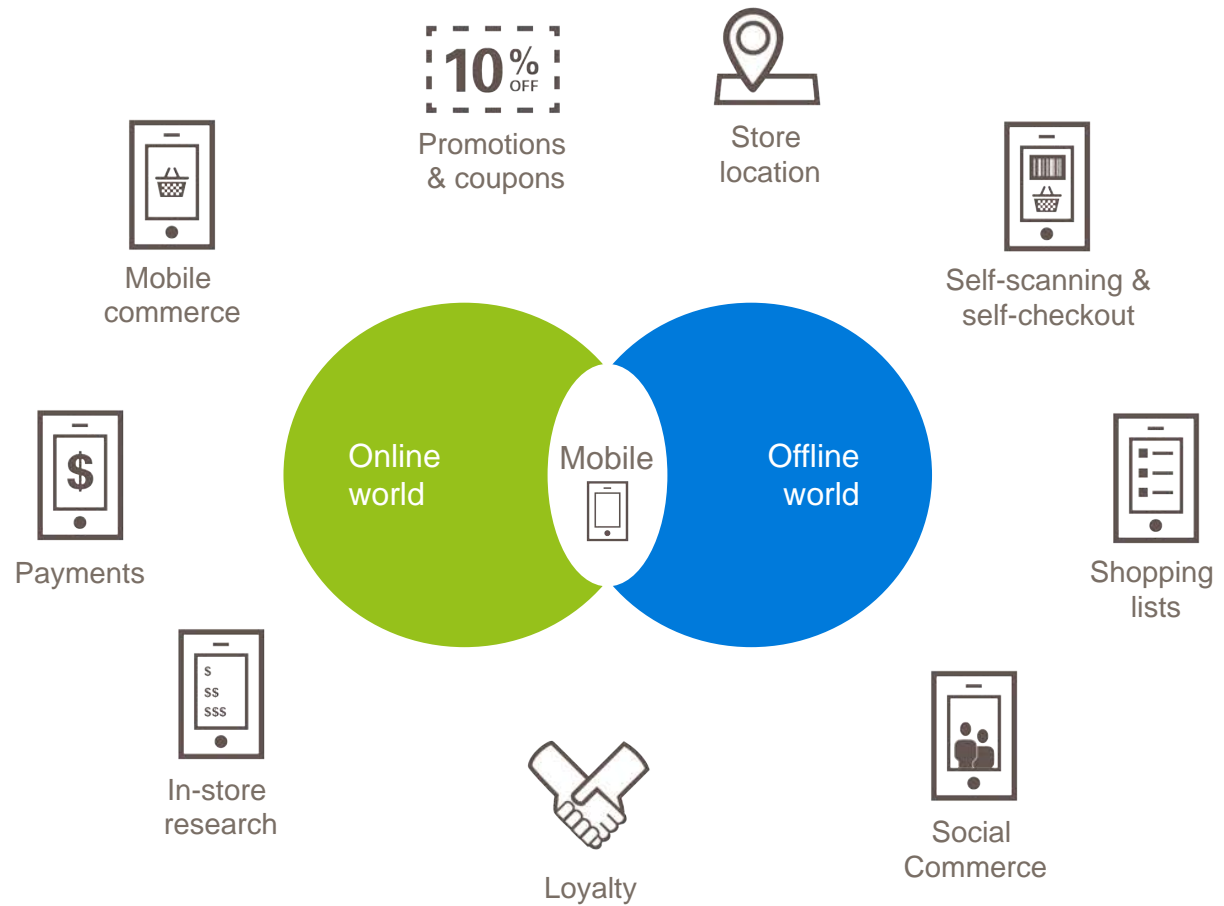 10% OFF
Promotions
& coupons
Store
location
Mobile
commerce
Self-scanning &
self-checkout
Online
world
Mobile
Offline
world
$
Payments
Shopping
lists
$
$$
$$$
In-store
research
Loyalty
Social
Commerce